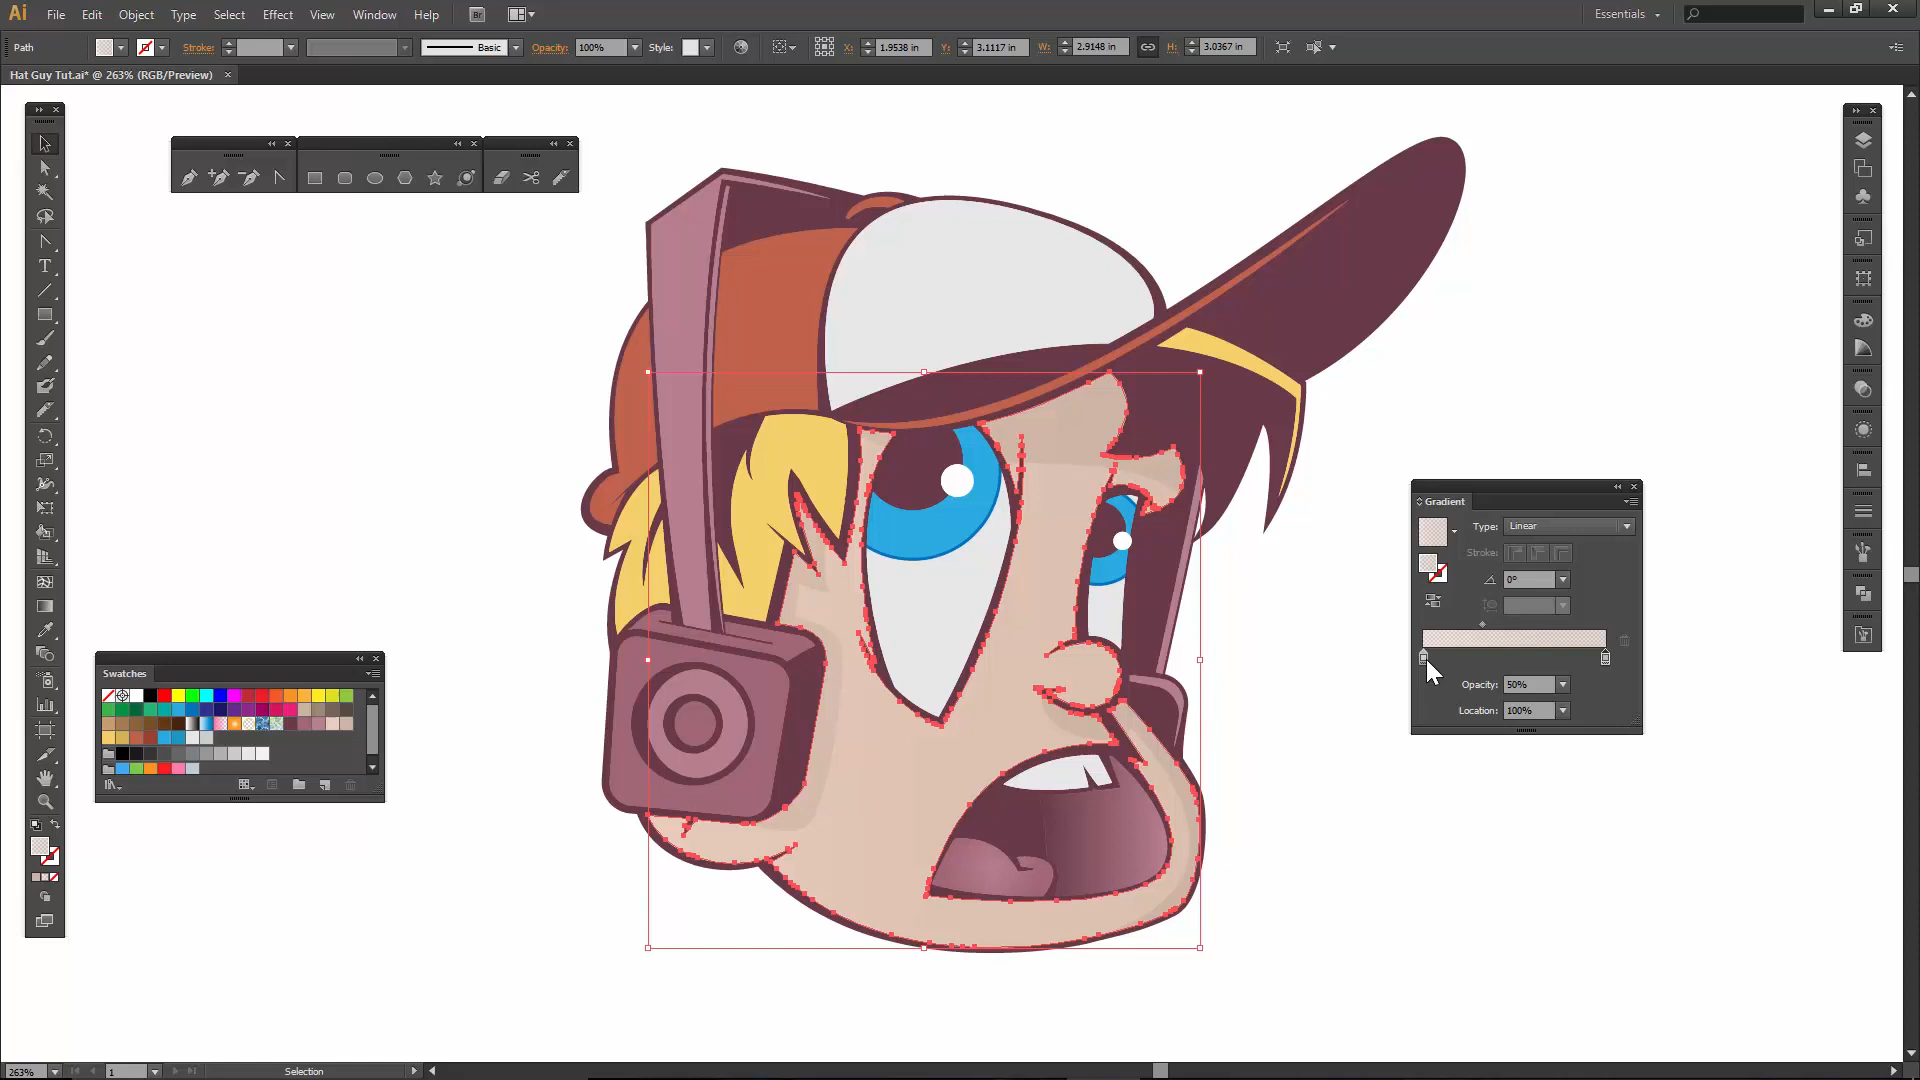 Ai File Edit Object Type Select Effect View Window Help Br Essentials
Path Stroke: Basic Opacity: 100% Style: X: 1.9538 in Y: 3.1117 in W: 2.9148 in H: 3.0367 in
Hat Guy Tut.ai* @ 263% (RGB/Preview)
T
Gradient
Type: Linear
Stroke:
0°
Opacity: 50%
Location: 100%
Swatches
263% 1 Selection